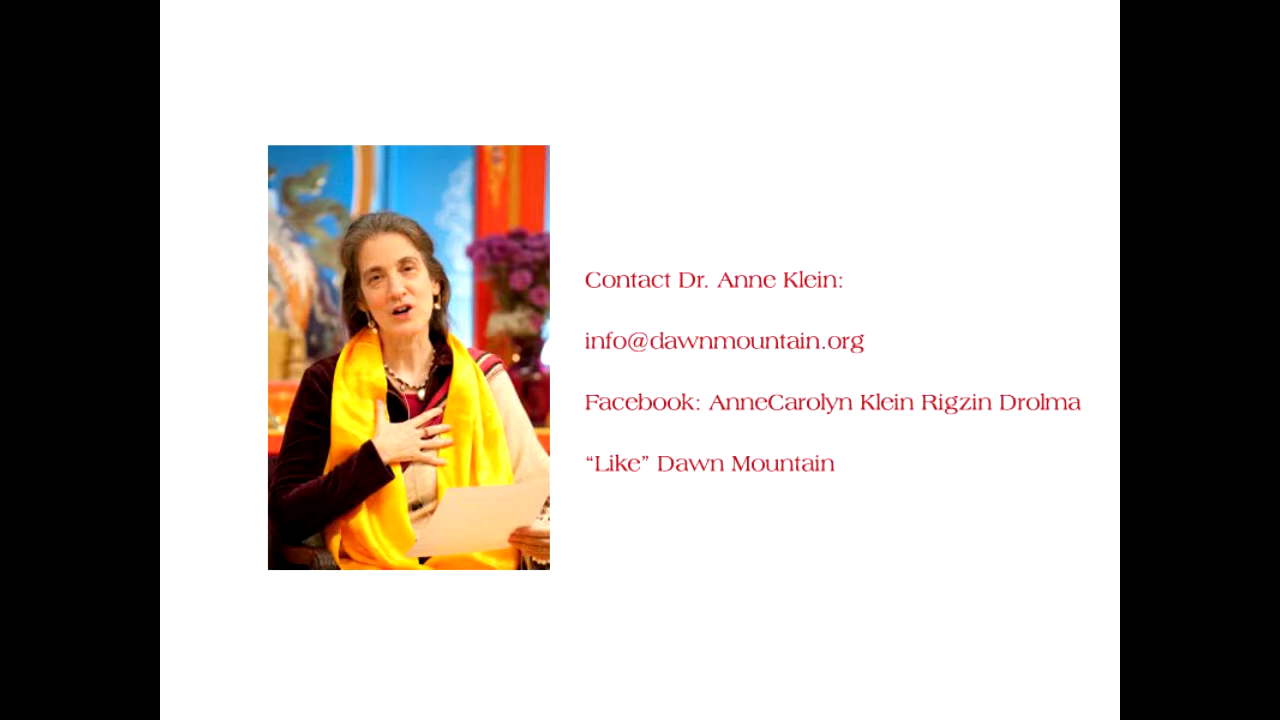 Contact Dr. Anne Klein:
info@dawnmountain.org
Facebook: AnneCarolyn Klein Rigzin Drolma
“Like” Dawn Mountain